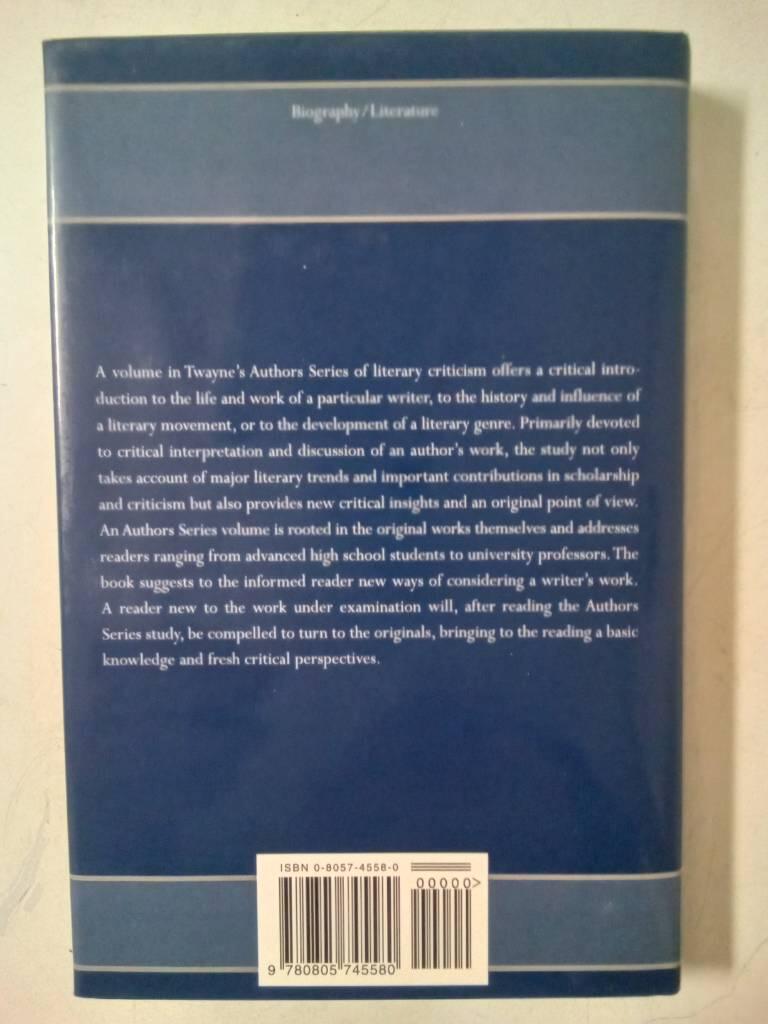 Biography/Literature
A volume in Twayne's Authors Series of literary criticism offers a critical intro-
duction to the life and work of a particular writer, to the history and influence of
a literary movement, or to the development of a literary genre. Primarily devoted
to critical interpretation and discussion of an author's work, the study not only
takes account of major literary trends and important contributions in scholarship
and criticism but also provides new critical insights and an original point of view.
An Authors Series volume is rooted in the original works themselves and addresses
readers ranging from advanced high school students to university professors. The
book suggests to the informed reader new ways of considering a writer's work.
A reader new to the work under examination will, after reading the Authors
Series study, be compelled to turn to the originals, bringing to the reading a basic
knowledge and fresh critical perspectives.
ISBN 0-8057-4558-0
00000>
9 780805 745580